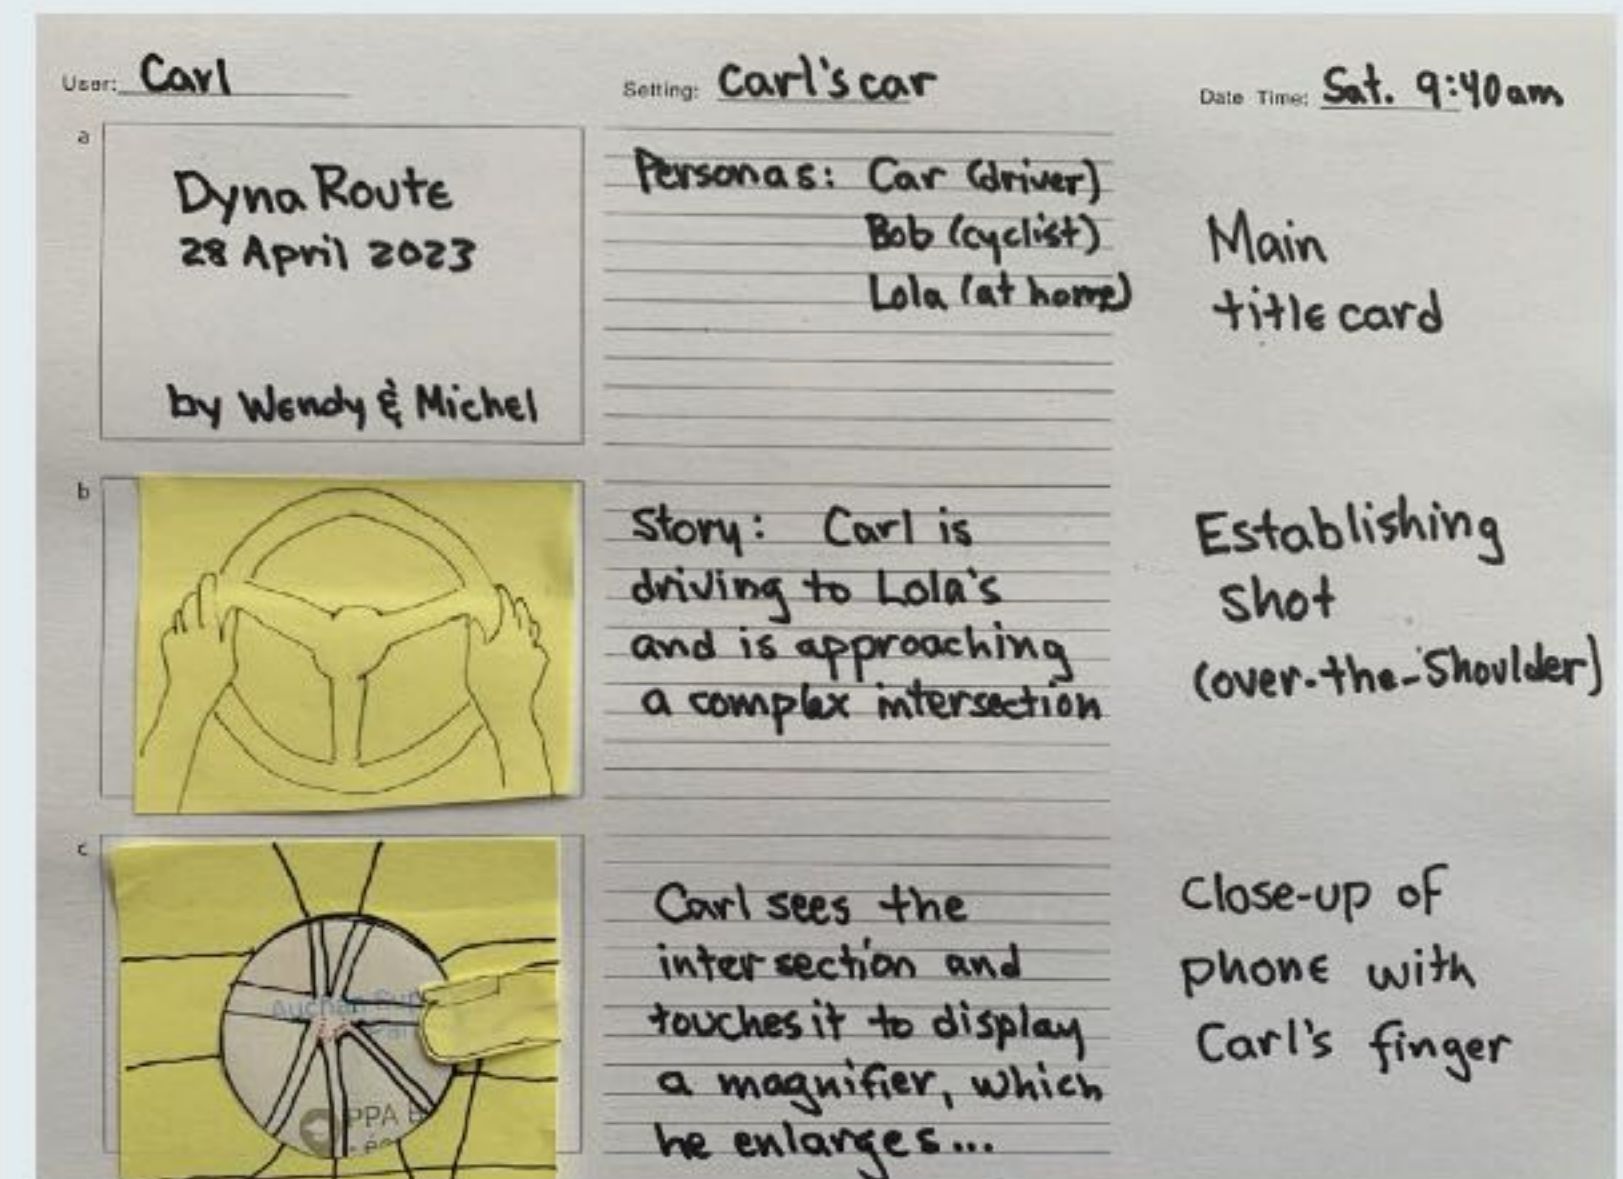 User: Carl
Setting: Carl's car
Date Time: Sat. 9:40am
a
Dyna Route
28 April 2023
by Wendy & Michel
Personas: Car (driver)
Bob (cyclist)
Lola (at home)
Main
title card
b
Story: Carl is
driving to Lola's
and is approaching
a complex intersection
Establishing
shot
(over-the-Shoulder)
c
Auchan Sup
PPA
Carl sees the
intersection and
touches it to display
a magnifier, which
he enlarges...
Close-up of
phone with
Carl's finger